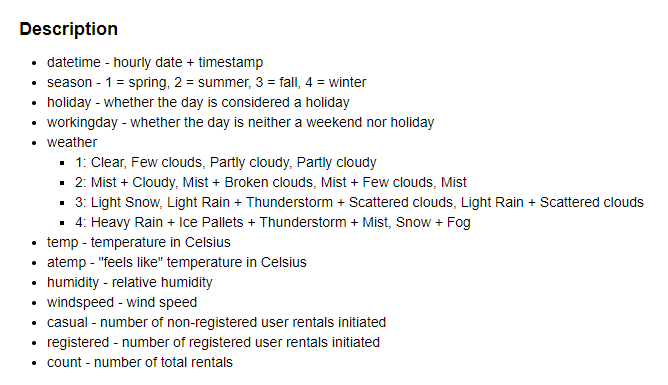 Description
datetime - hourly date + timestamp
season - 1 = spring, 2 = summer, 3 = fall, 4 = winter
holiday - whether the day is considered a holiday
workingday - whether the day is neither a weekend nor holiday
weather
1: Clear, Few clouds, Partly cloudy, Partly cloudy
2: Mist + Cloudy, Mist + Broken clouds, Mist + Few clouds, Mist
3: Light Snow, Light Rain + Thunderstorm + Scattered clouds, Light Rain + Scattered clouds
4: Heavy Rain + Ice Pallets + Thunderstorm + Mist, Snow + Fog
temp - temperature in Celsius
atemp - "feels like" temperature in Celsius
humidity - relative humidity
windspeed - wind speed
casual - number of non-registered user rentals initiated
registered - number of registered user rentals initiated
count - number of total rentals